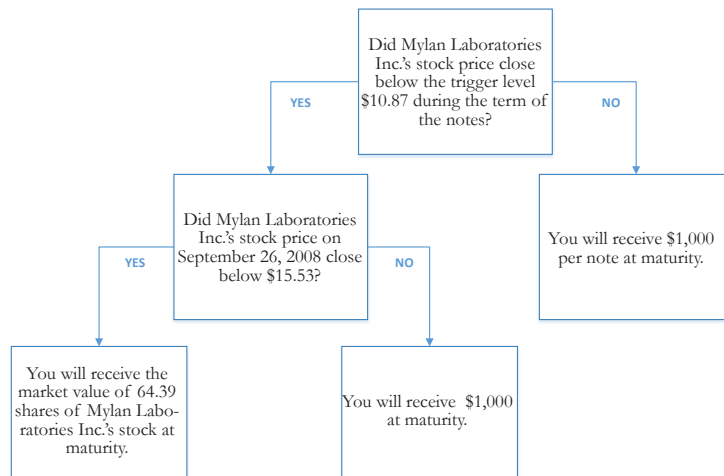 Did Mylan Laboratories
Inc.'s stock price close
below the trigger level
$10.87 during the term of
the notes?
YES
NO
Did Mylan Laboratories
Inc.'s stock price on
September 26, 2008 close
below $15.53?
You will receive $1,000
per note at maturity.
YES
NO
You will receive the
market value of 64.39
shares of Mylan Labo-
ratories Inc.'s stock at
maturity.
You will receive $1,000
at maturity.